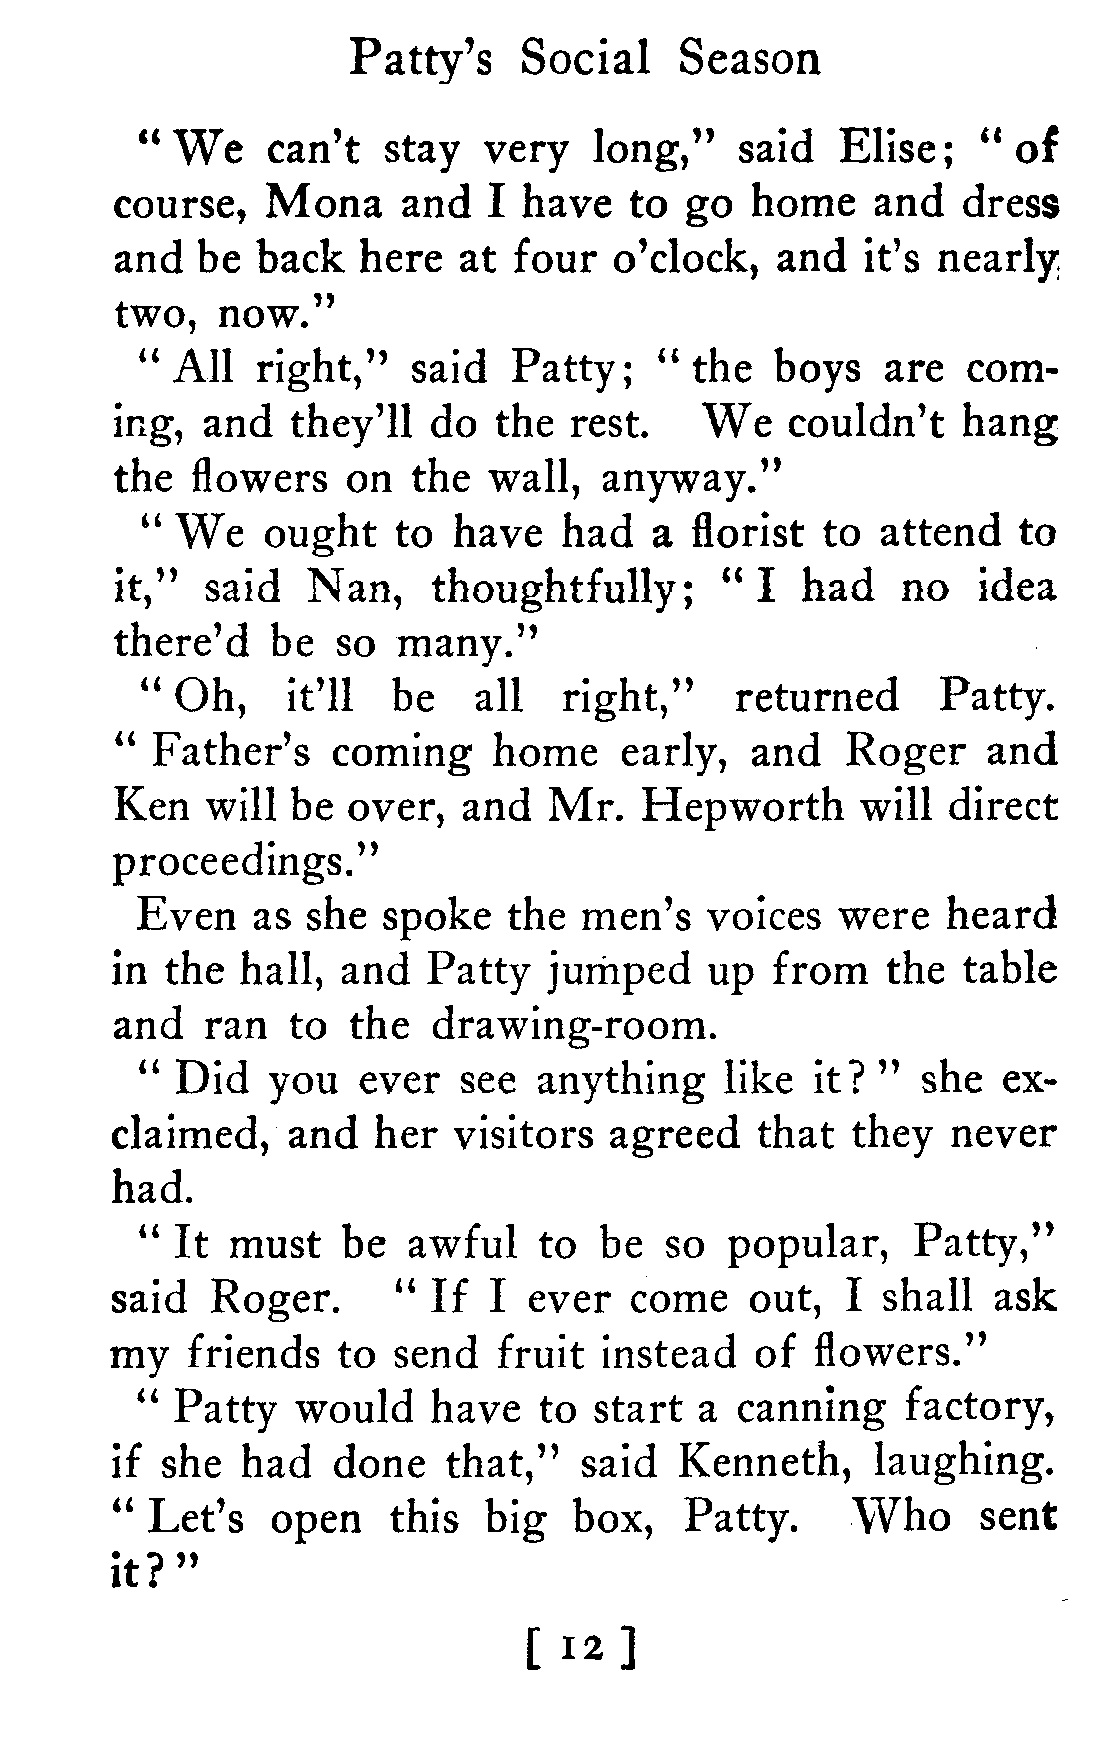 Patty's Social Season
" We can't stay very long," said Elise; " of
course, Mona and I have to go home and dress
and be back here at four o'clock, and it's nearly
two, now."
" All right," said Patty; " the boys are com-
ing, and they'll do the rest. We couldn't hang
the flowers on the wall, anyway."
" We ought to have had a florist to attend to
it," said Nan, thoughtfully; " I had no idea
there'd be so many."
" Oh, it'll be all right," returned Patty.
" Father's coming home early, and Roger and
Ken will be over, and Mr. Hepworth will direct
proceedings."
Even as she spoke the men's voices were heard
in the hall, and Patty jumped up from the table
and ran to the drawing-room.
" Did you ever see anything like it? " she ex-
claimed, and her visitors agreed that they never
had.
" It must be awful to be so popular, Patty,"
said Roger. " If I ever come out, I shall ask
my friends to send fruit instead of flowers."
" Patty would have to start a canning factory,
if she had done that," said Kenneth, laughing.
" Let's open this big box, Patty. Who sent
it? "
[ 12 ]